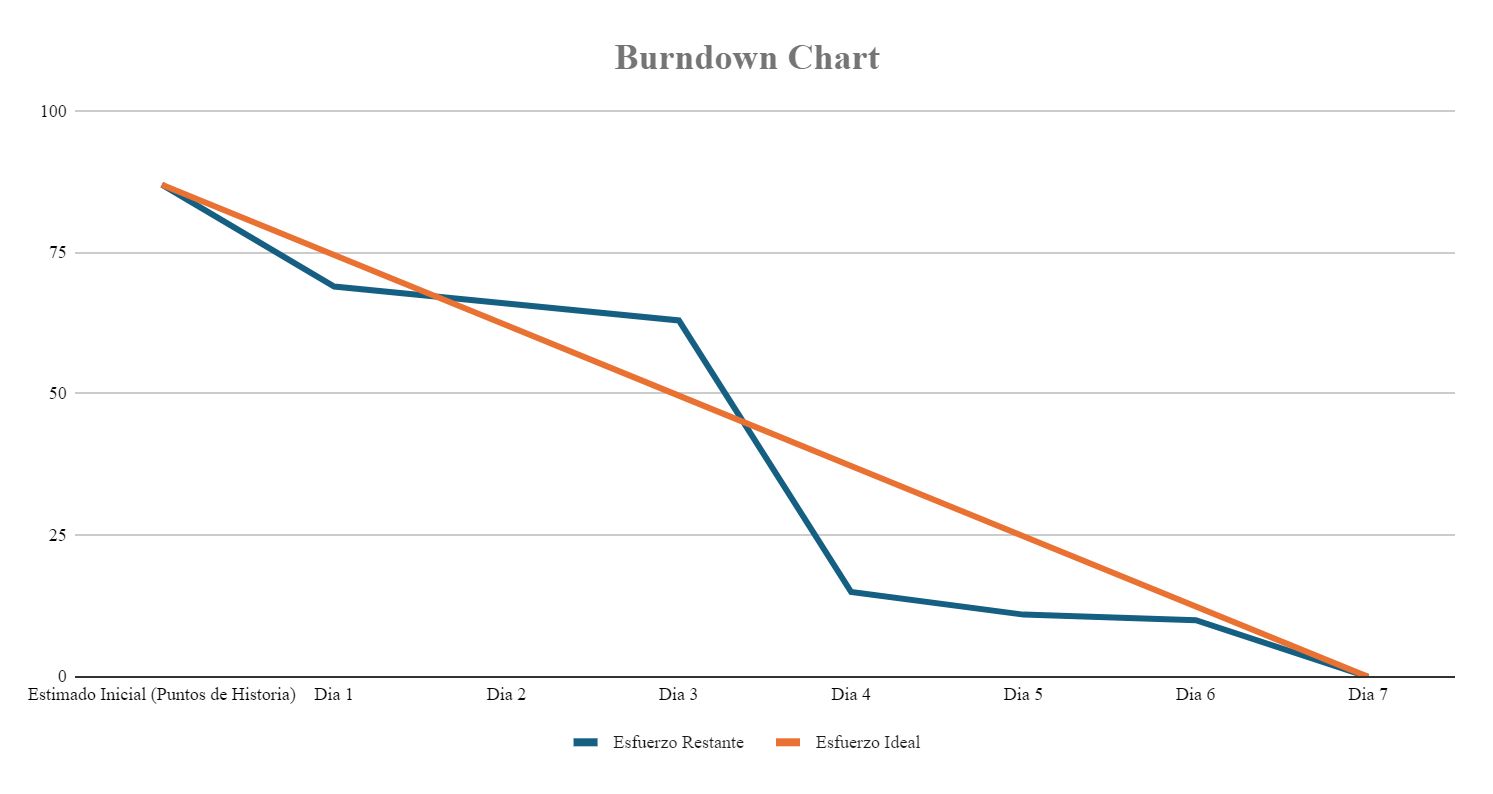 Burndown Chart
100
75
50
25
0
Estimado Inicial (Puntos de Historia) Dia 1 Dia 2 Dia 3 Dia 4 Dia 5 Dia 6 Dia 7
Esfuerzo Restante Esfuerzo Ideal